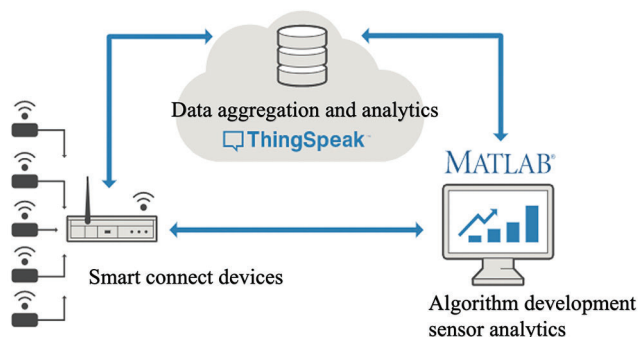 Data aggregation and analytics
ThingSpeak™
MATLAB®
Smart connect devices
Algorithm development
sensor analytics